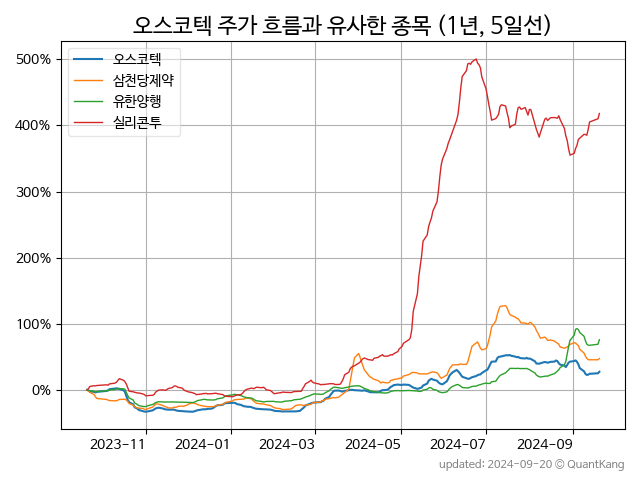 오스코텍 주가 흐름과 유사한 종목 (1년, 5일선)
오스코텍
삼천당제약
유한양행
실리콘투
500%
400%
300%
200%
100%
0%
2023-11 2024-01 2024-03 2024-05 2024-07 2024-09
updated: 2024-09-20 © QuantKang